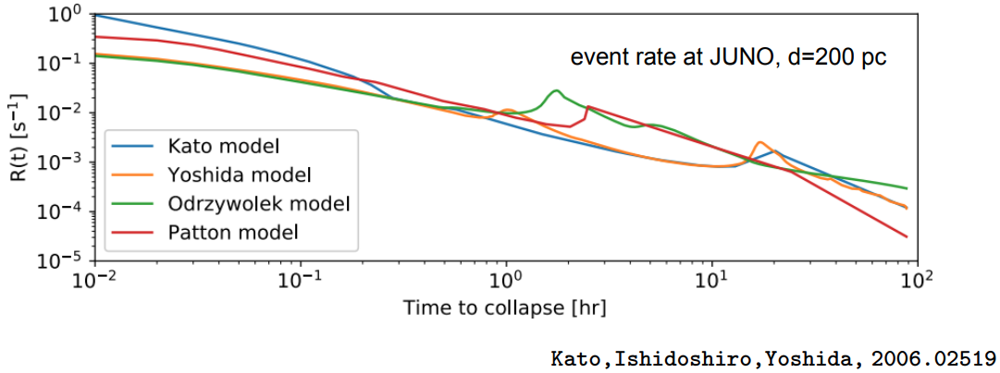 event rate at JUNO, d=200 pc
R(t) [s⁻¹]
10⁰
10⁻¹
10⁻²
10⁻³
10⁻⁴
10⁻⁵
Kato model
Yoshida model
Odrzywolek model
Patton model
10⁻² 10⁻¹ 10⁰ 10¹ 10²
Time to collapse [hr]
Kato,Ishidoshiro,Yoshida, 2006.02519